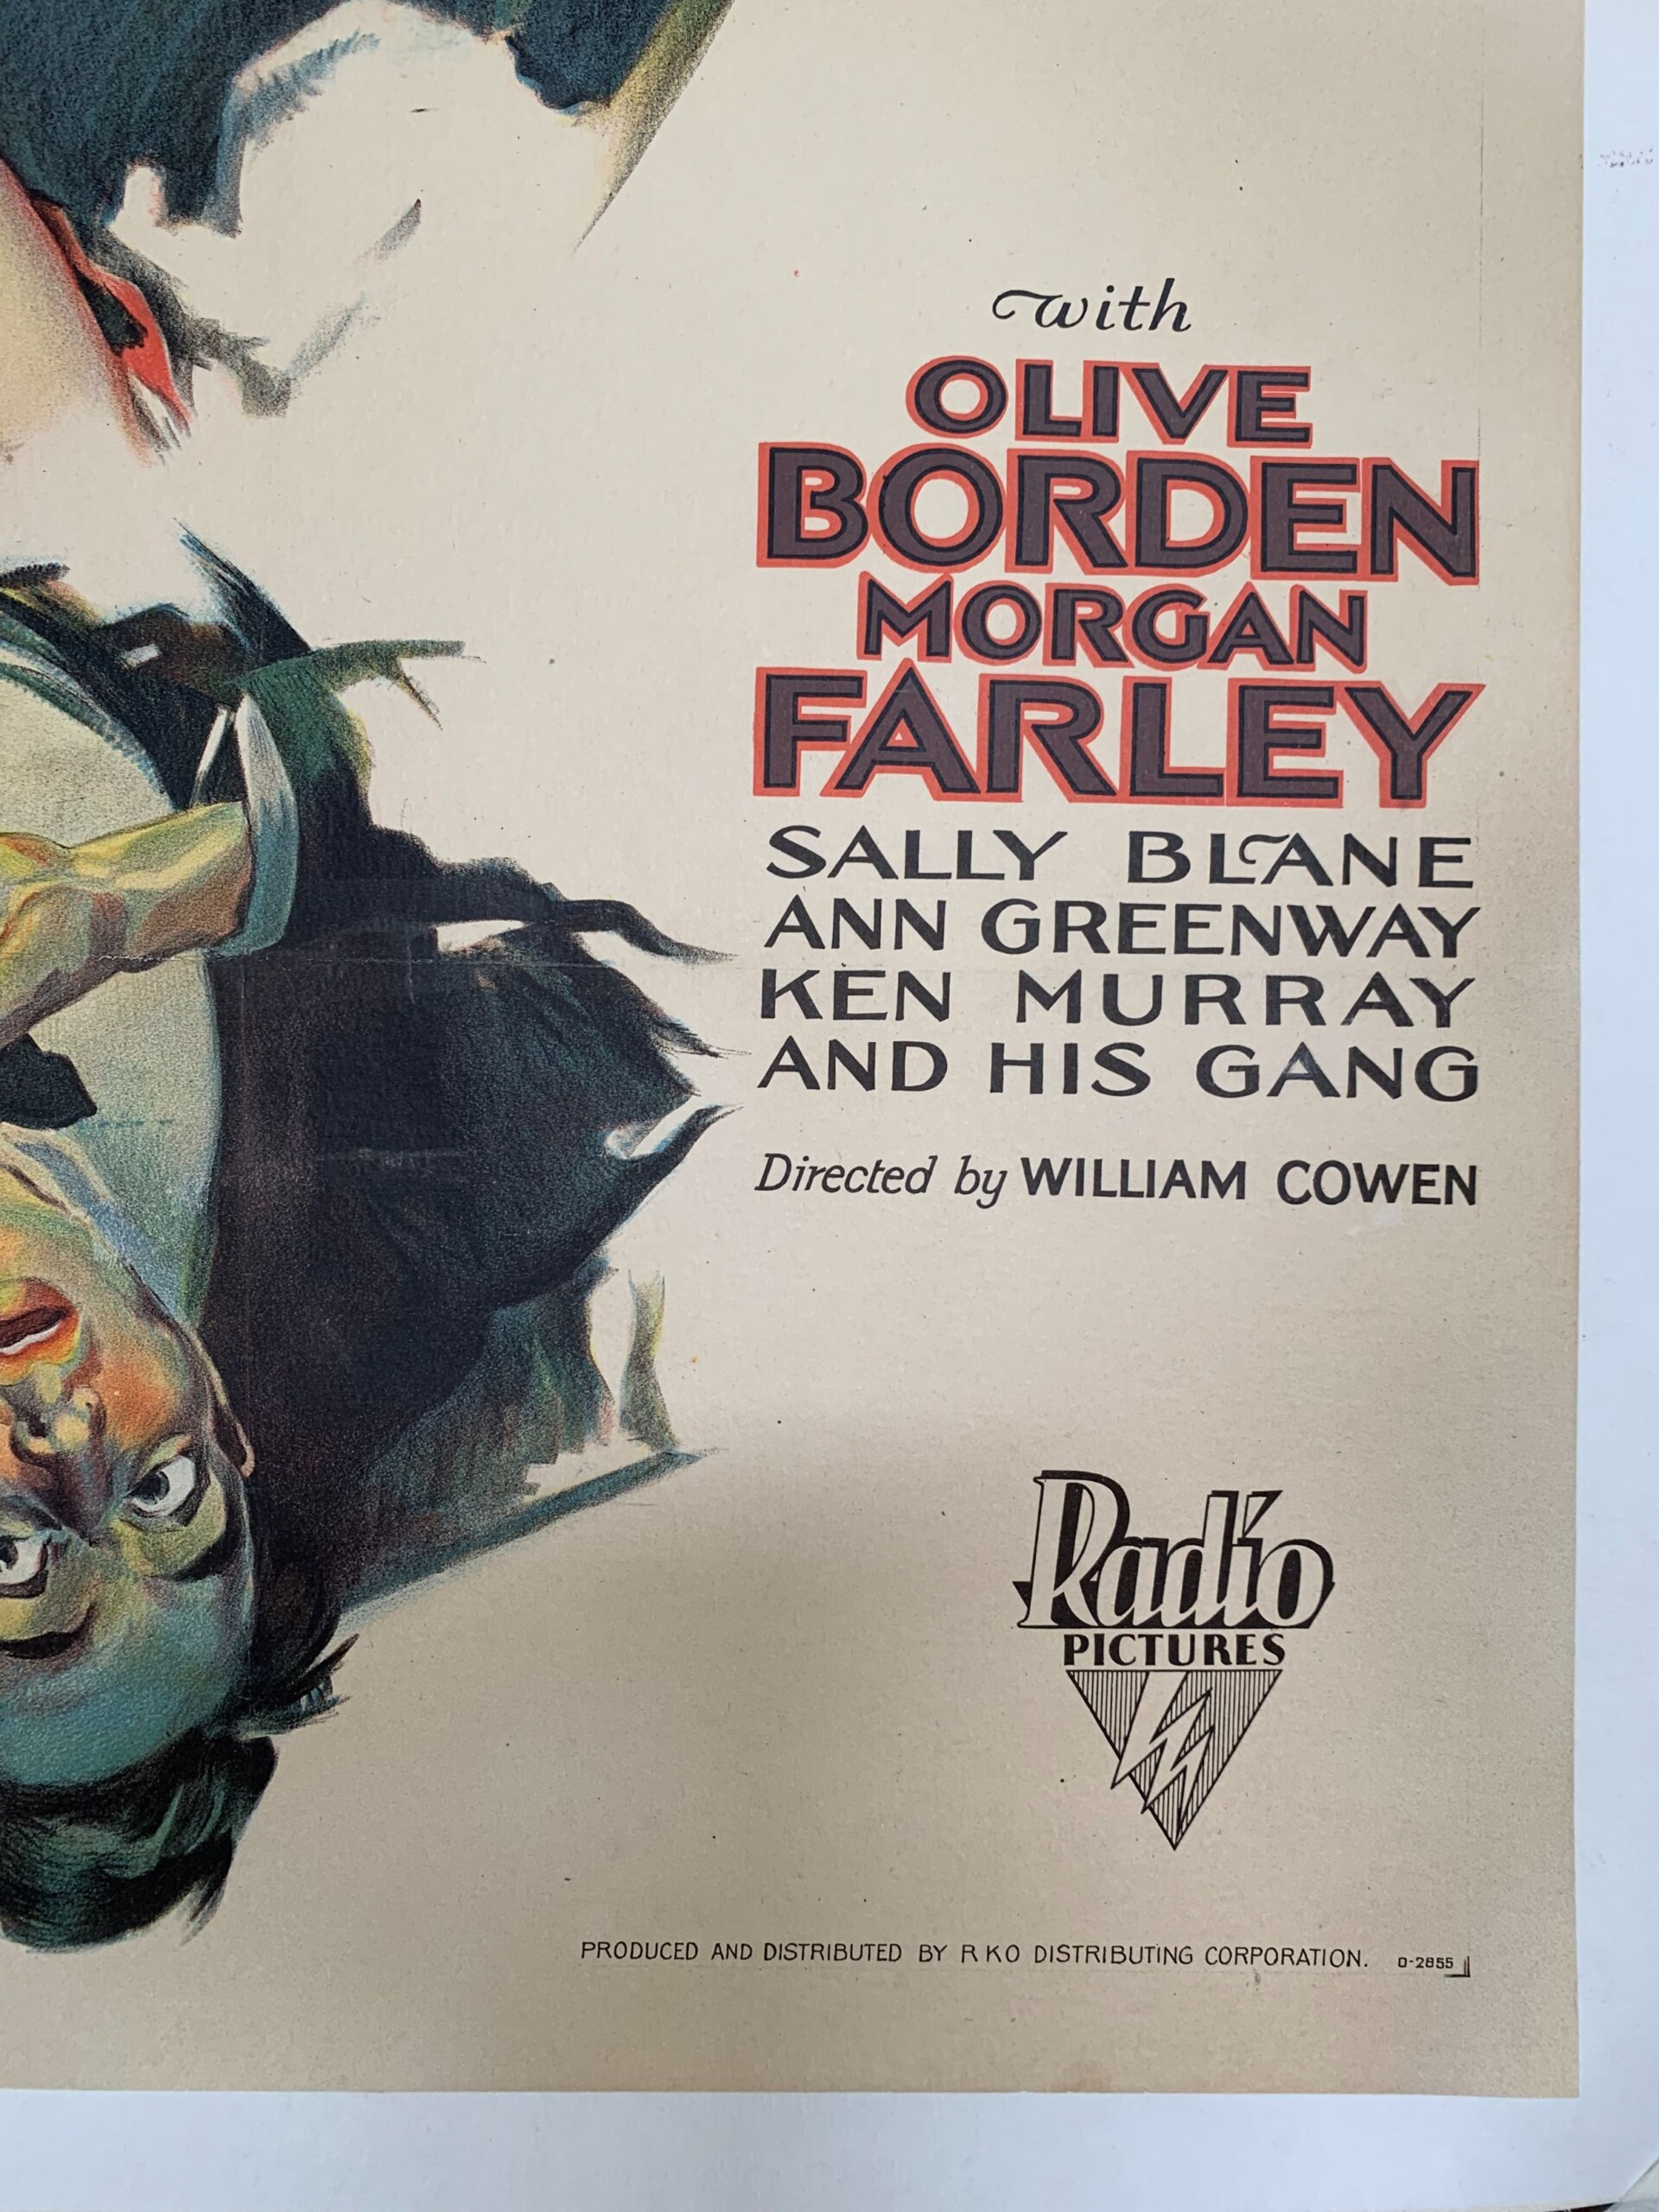 with
OLIVE
BORDEN
MORGAN
FARLEY
SALLY BLANE
ANN GREENWAY
KEN MURRAY
AND HIS GANG
Directed by WILLIAM COWEN
Radio
PICTURES
PRODUCED AND DISTRIBUTED BY RKO DISTRIBUTING CORPORATION. 0-2855